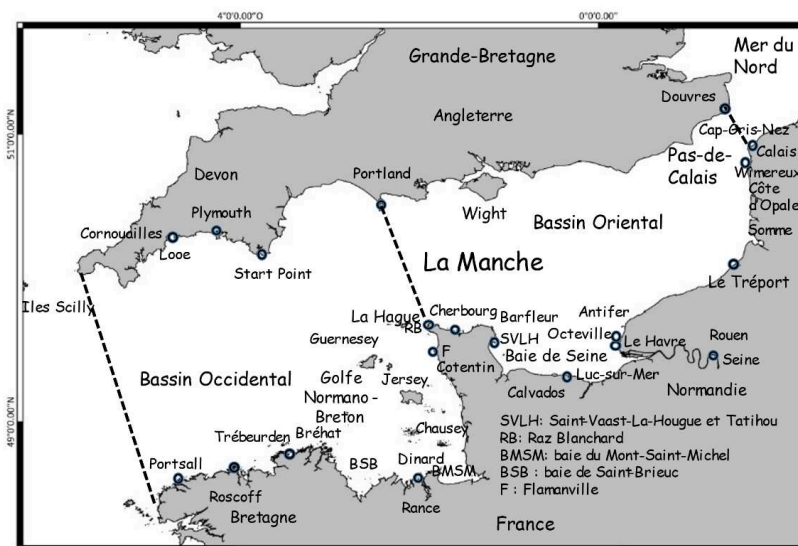 4°0'0.00"O
0°0'0.00"
51°0'0.00"N
49°0'0.00"N
Grande-Bretagne
Mer du
Nord
Angleterre
Douvres
Cap-Gris-Nez
Calais
Pas-de-
Calais
Wimereux
Côte
d'Opale
Somme
Devon
Portland
Wight
Bassin Oriental
Plymouth
Cornouailles
Looe
Start Point
La Manche
Le Tréport
Iles Scilly
La Hague
RB
Cherbourg
Barfleur
Antifer
Octeville
Le Havre
Rouen
Seine
Guernesey
F
SVLH
Baie de Seine
Cotentin
Luc-sur-Mer
Calvados
Normandie
Bassin Occidental
Golfe
Normano-
Breton
Jersey
Chausey
Trébeurden
Bréhat
Portsall
Roscoff
BSB
Dinard
BMSM
Rance
Bretagne
France
SVLH: Saint-Vaast-La-Hougue et Tatihou
RB: Raz Blanchard
BMSM: baie du Mont-Saint-Michel
BSB : baie de Saint-Brieuc
F : Flamanville